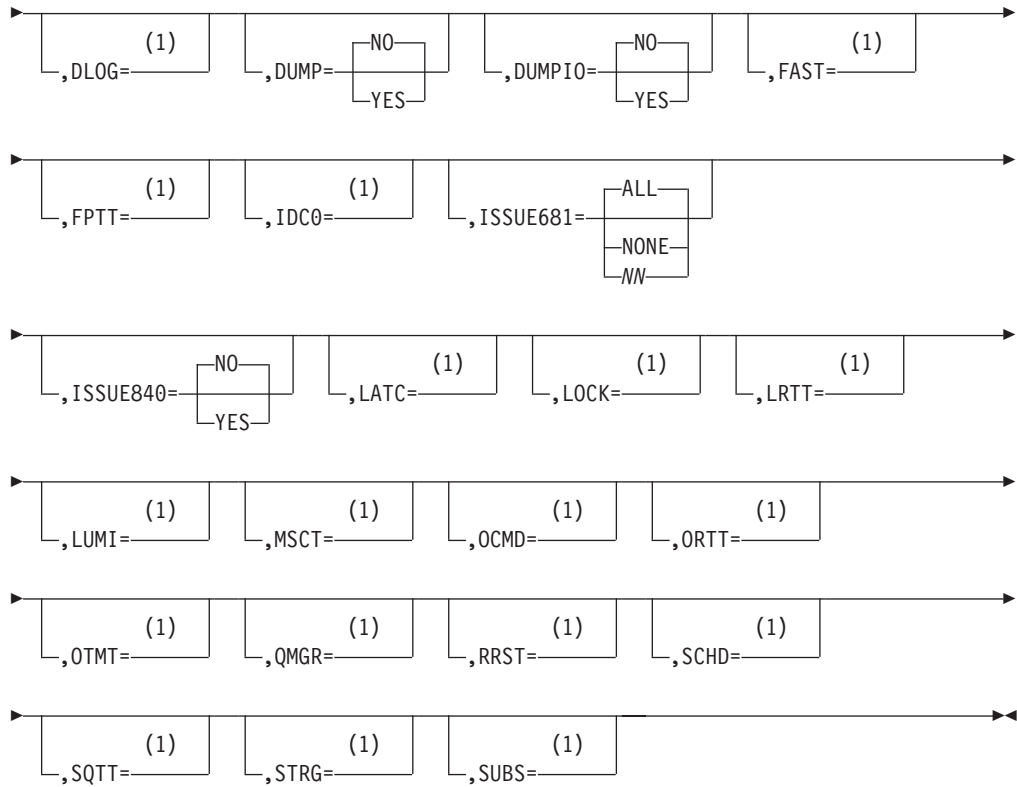 (1) NO NO (1)
,DLOG= ,DUMP= ,DUMPIO= ,FAST=
YES YES
(1) (1) ALL
,FPTT= ,IDC0= ,ISSUE681=
NONE
NN
NO (1) (1) (1)
,ISSUE840= ,LATC= ,LOCK= ,LRTT=
YES
(1) (1) (1) (1)
,LUMI= ,MSCT= ,OCMD= ,ORTT=
(1) (1) (1) (1)
,OTMT= ,QMGR= ,RRST= ,SCHD=
(1) (1) (1)
,SQTT= ,STRG= ,SUBS=